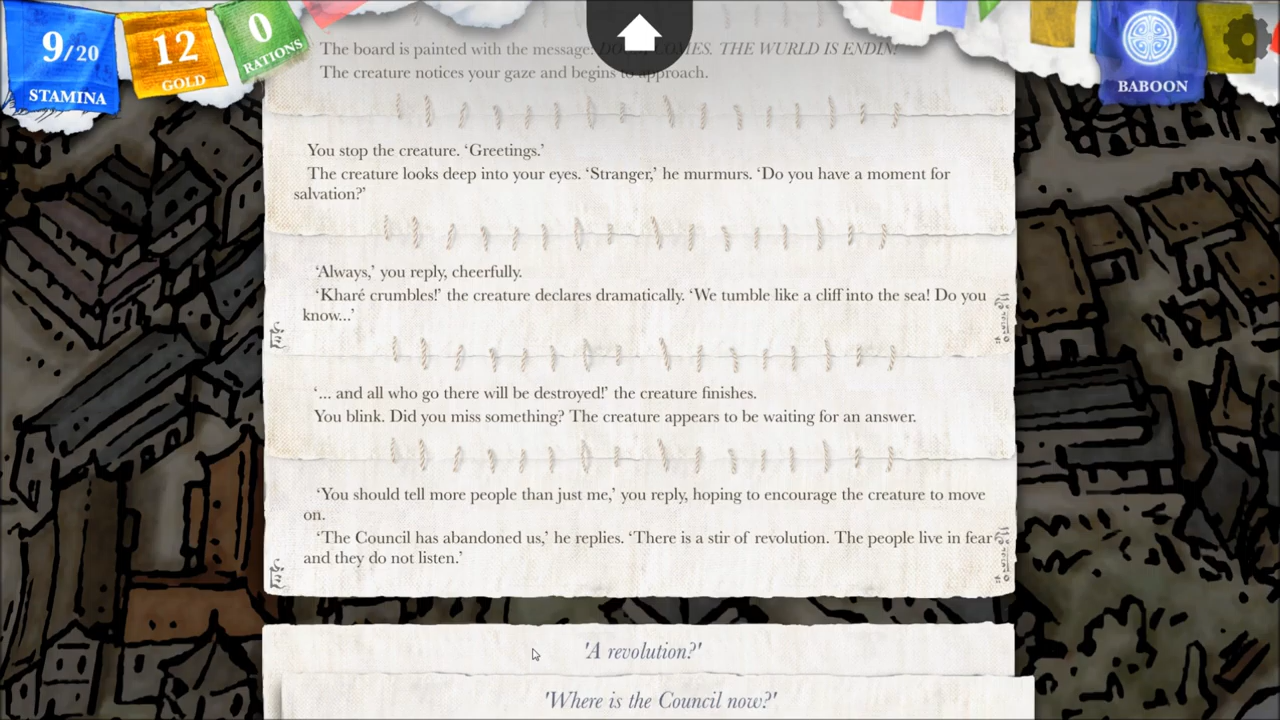 9/20
STAMINA
12
GOLD
0
RATIONS
BABOON
The board is painted with the message: COMES. THE WURLD IS ENDIN!
The creature notices your gaze and begins to approach.
You stop the creature. ‘Greetings.’
The creature looks deep into your eyes. ‘Stranger,’ he murmurs. ‘Do you have a moment for
salvation?’
‘Always,’ you reply, cheerfully.
‘Kharé crumbles!’ the creature declares dramatically. ‘We tumble like a cliff into the sea! Do you
know...’
‘... and all who go there will be destroyed!’ the creature finishes.
You blink. Did you miss something? The creature appears to be waiting for an answer.
‘You should tell more people than just me,’ you reply, hoping to encourage the creature to move
on.
‘The Council has abandoned us,’ he replies. ‘There is a stir of revolution. The people live in fear
and they do not listen.’
'A revolution?'
'Where is the Council now?'